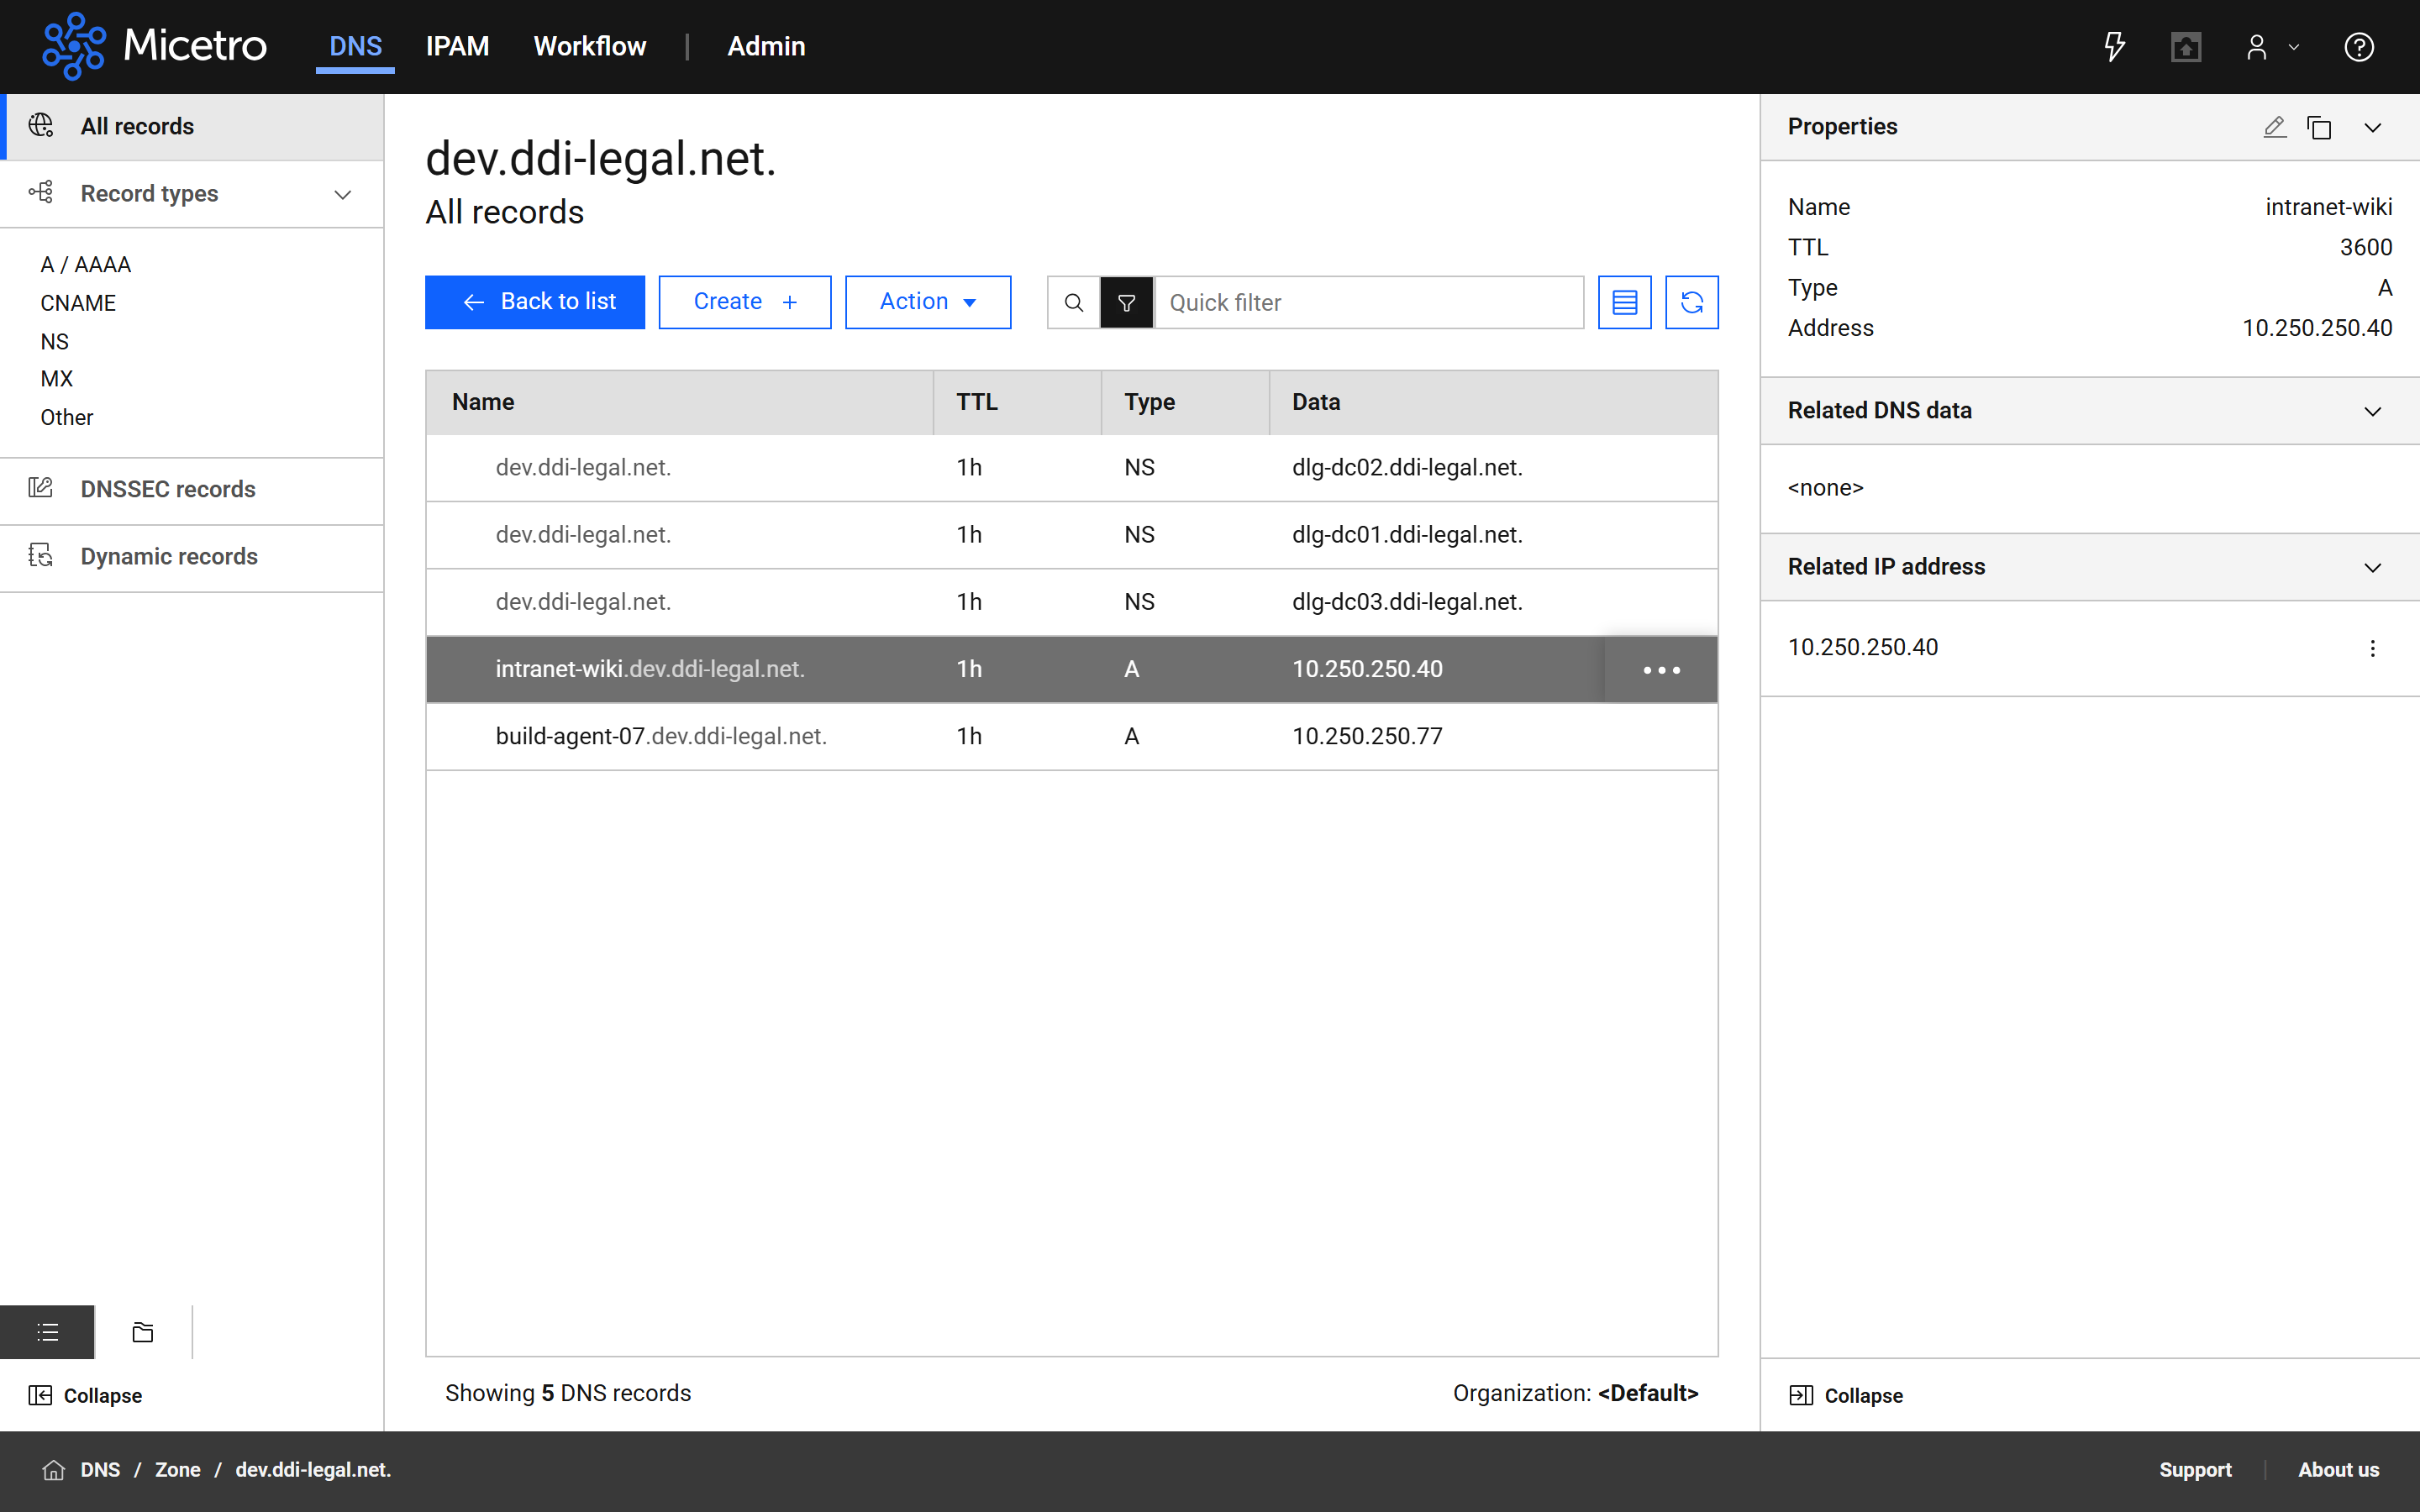 Micetro
DNS IPAM Workflow | Admin
All records
Record types
A / AAAA
CNAME
NS
MX
Other
DNSSEC records
Dynamic records
Collapse
dev.ddi-legal.net.
All records
Back to list
Create +
Action
Quick filter
Name TTL Type Data
dev.ddi-legal.net. 1h NS dlg-dc02.ddi-legal.net.
dev.ddi-legal.net. 1h NS dlg-dc01.ddi-legal.net.
dev.ddi-legal.net. 1h NS dlg-dc03.ddi-legal.net.
intranet-wiki.dev.ddi-legal.net. 1h A 10.250.250.40
build-agent-07.dev.ddi-legal.net. 1h A 10.250.250.77
Showing 5 DNS records
Organization: <Default>
Properties
Name intranet-wiki
TTL 3600
Type A
Address 10.250.250.40
Related DNS data
<none>
Related IP address
10.250.250.40
Collapse
DNS / Zone / dev.ddi-legal.net.
Support | About us